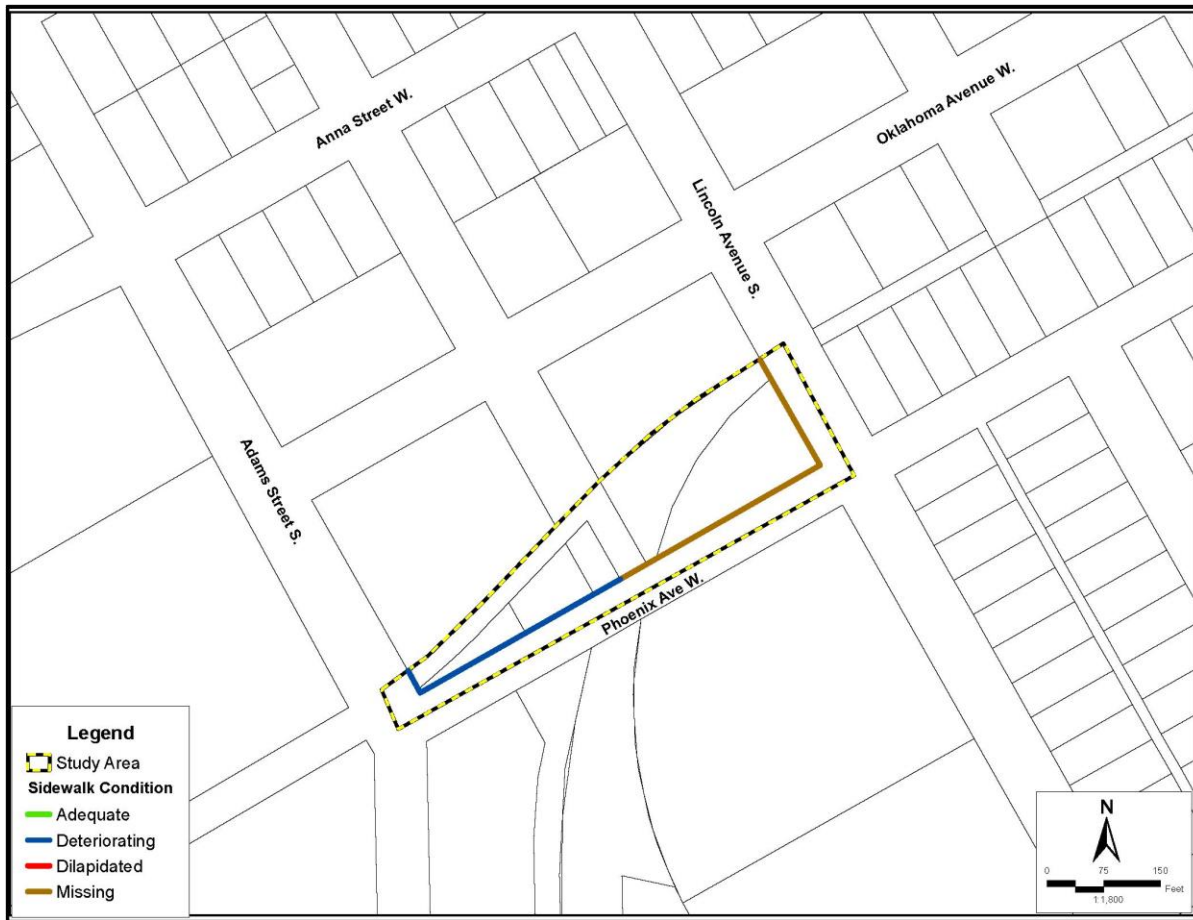 Anna Street W.
Oklahoma Avenue W.
Lincoln Avenue S.
Adams Street S.
Phoenix Ave W.
Legend
Study Area
Sidewalk Condition
Adequate
Deteriorating
Dilapidated
Missing
N
0 75 150
Feet
1:1,800